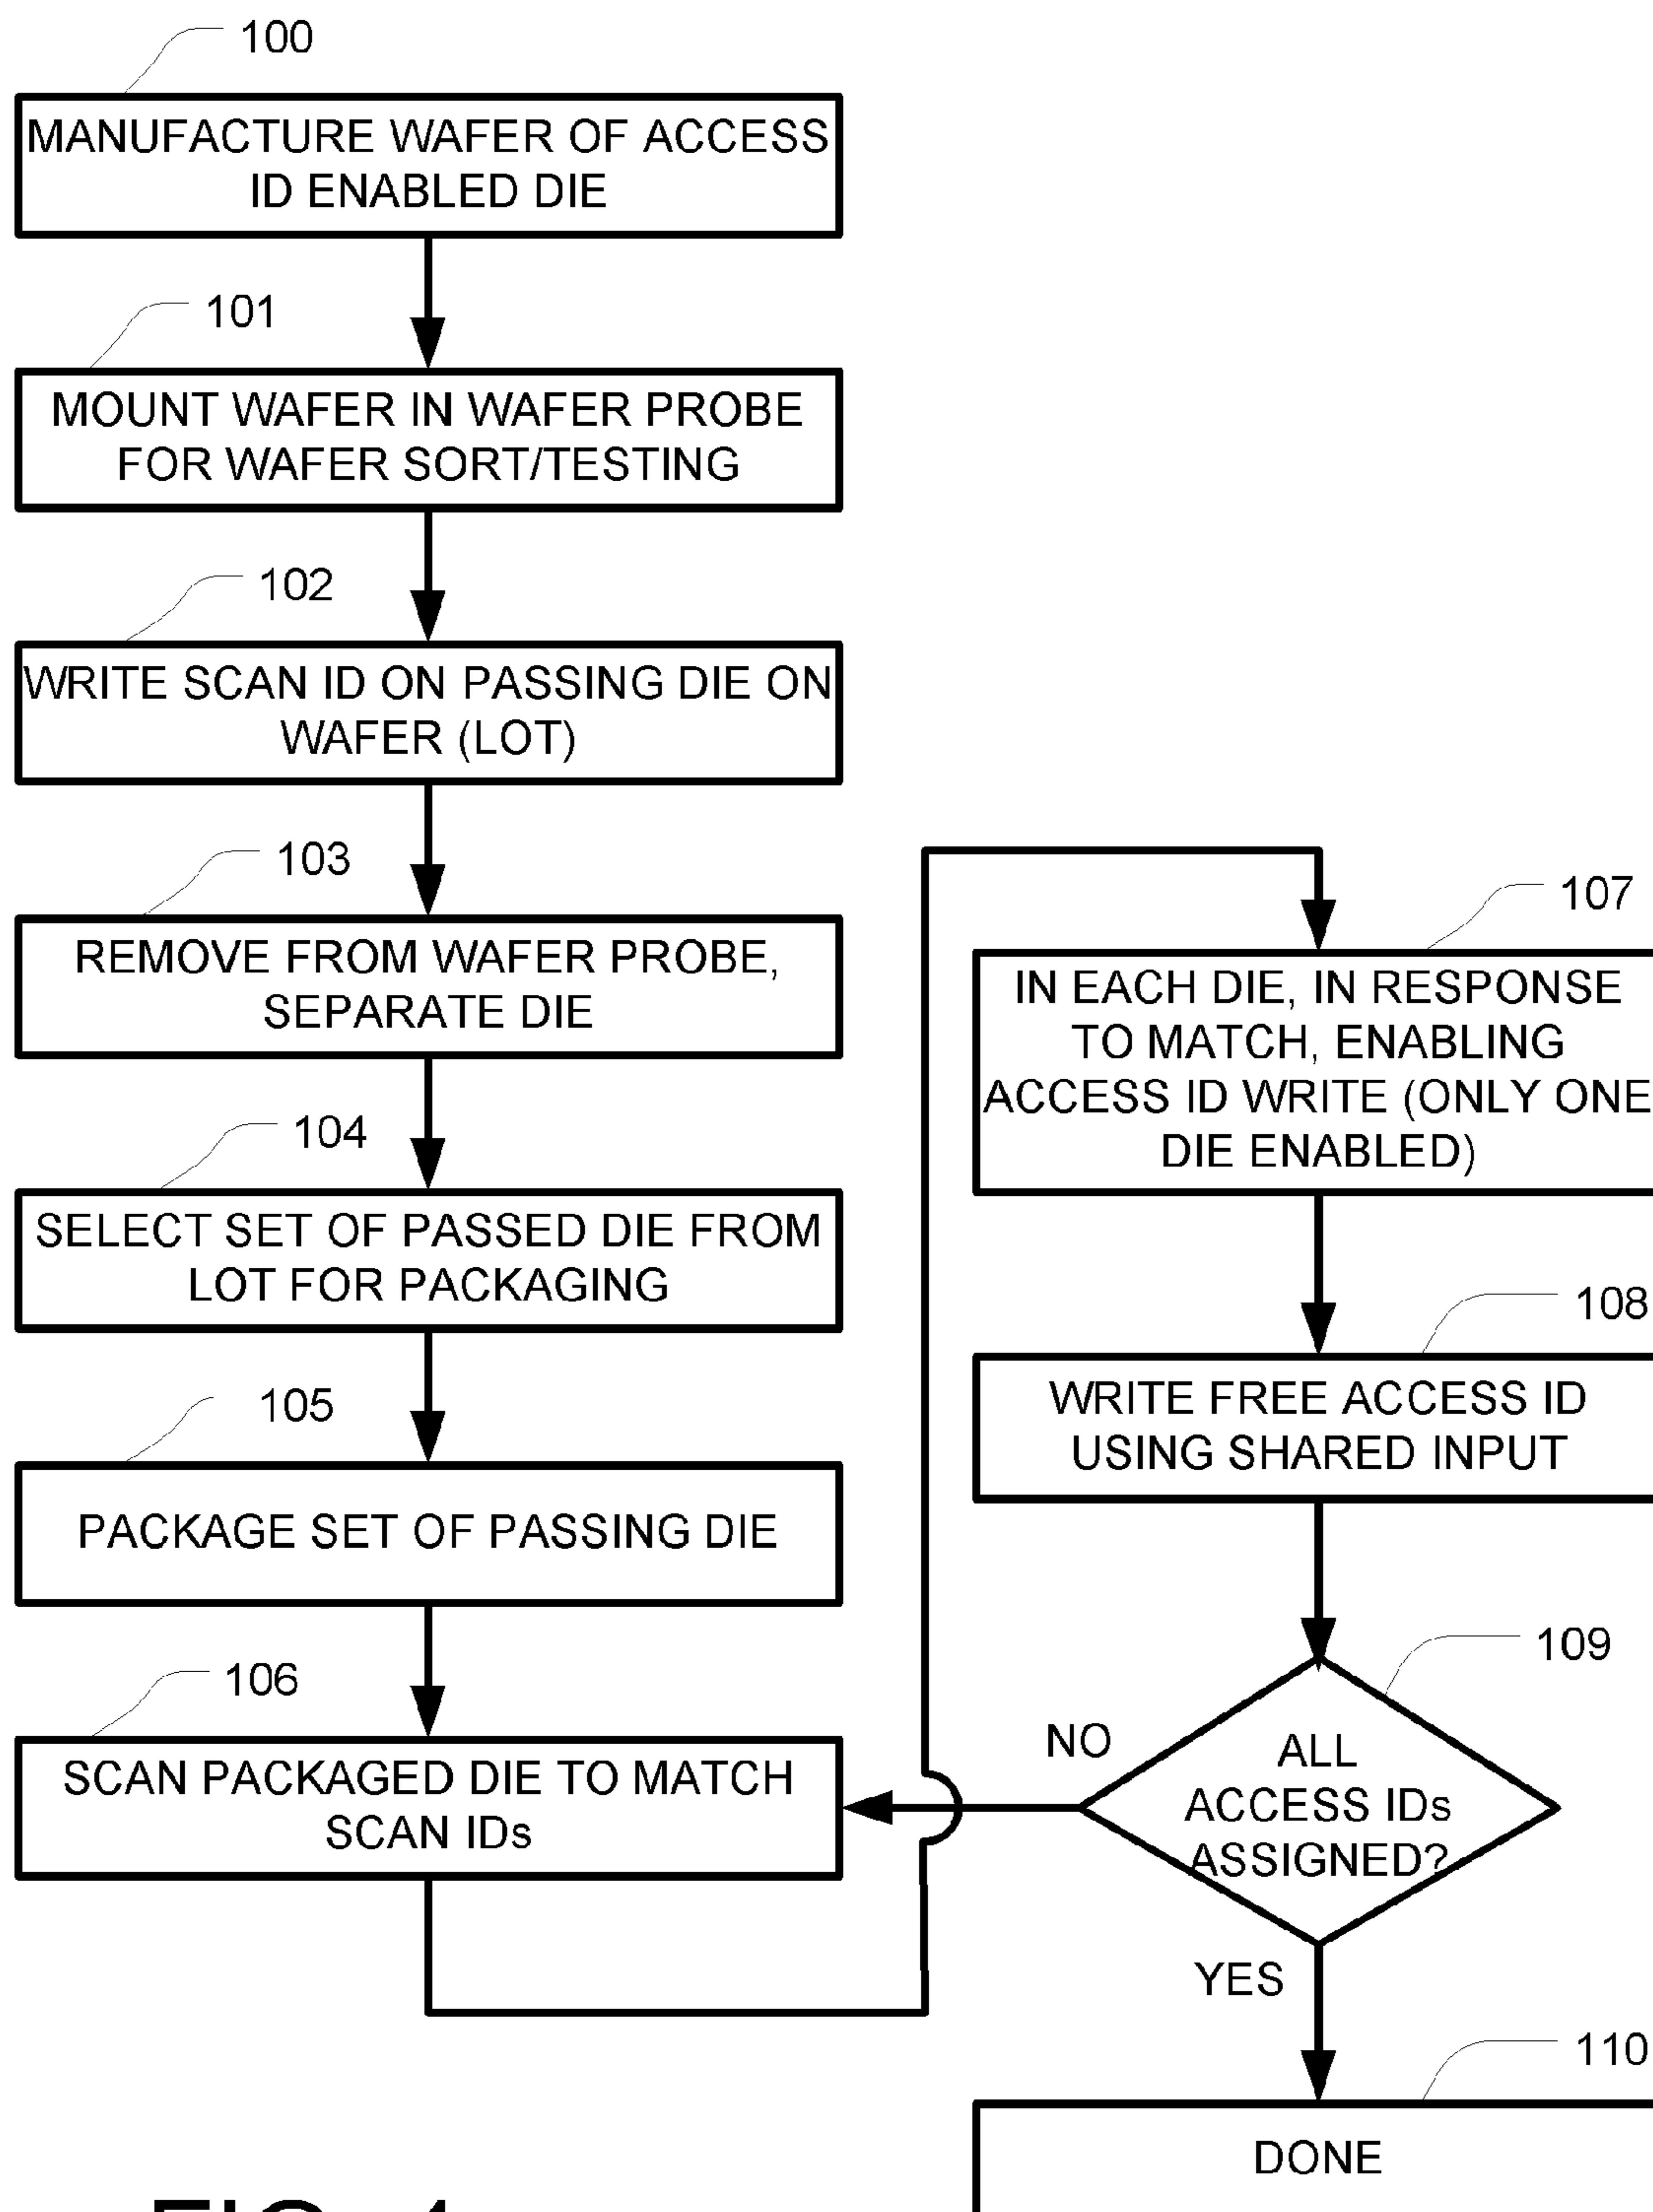 100
MANUFACTURE WAFER OF ACCESS
ID ENABLED DIE
101
MOUNT WAFER IN WAFER PROBE
FOR WAFER SORT/TESTING
102
WRITE SCAN ID ON PASSING DIE ON
WAFER (LOT)
103
REMOVE FROM WAFER PROBE,
SEPARATE DIE
104
SELECT SET OF PASSED DIE FROM
LOT FOR PACKAGING
105
PACKAGE SET OF PASSING DIE
106
SCAN PACKAGED DIE TO MATCH
SCAN IDs
107
IN EACH DIE, IN RESPONSE
TO MATCH, ENABLING
ACCESS ID WRITE (ONLY ONE
DIE ENABLED)
108
WRITE FREE ACCESS ID
USING SHARED INPUT
109
ALL
ACCESS IDs
ASSIGNED?
NO
YES
110
DONE